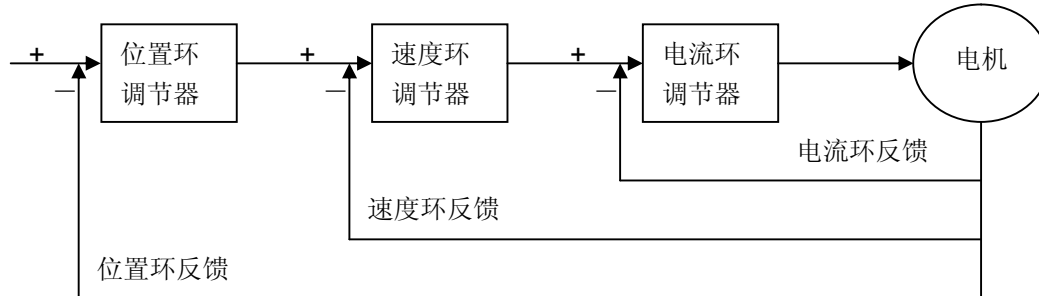 +
位置环
调节器
—
+
速度环
调节器
—
+
电流环
调节器
—
电机
电流环反馈
速度环反馈
位置环反馈